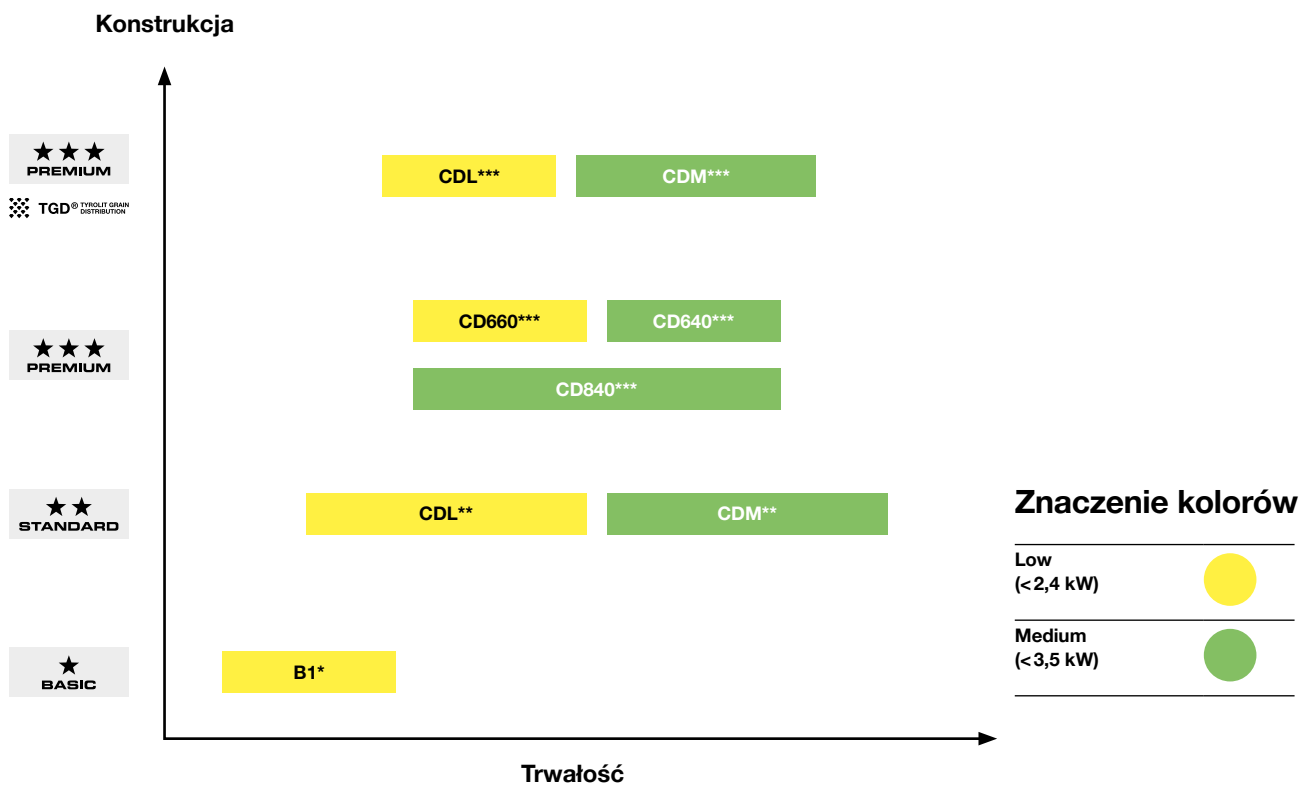 Konstrukcja
PREMIUM
TGD® TYROLIT GRAIN
DISTRIBUTION
CDL***
CDM***
PREMIUM
CD660***
CD640***
CD840***
STANDARD
CDL**
CDM**
BASIC
B1*
Trwałość
Znaczenie kolorów
Low
(<2,4 kW)
Medium
(<3,5 kW)